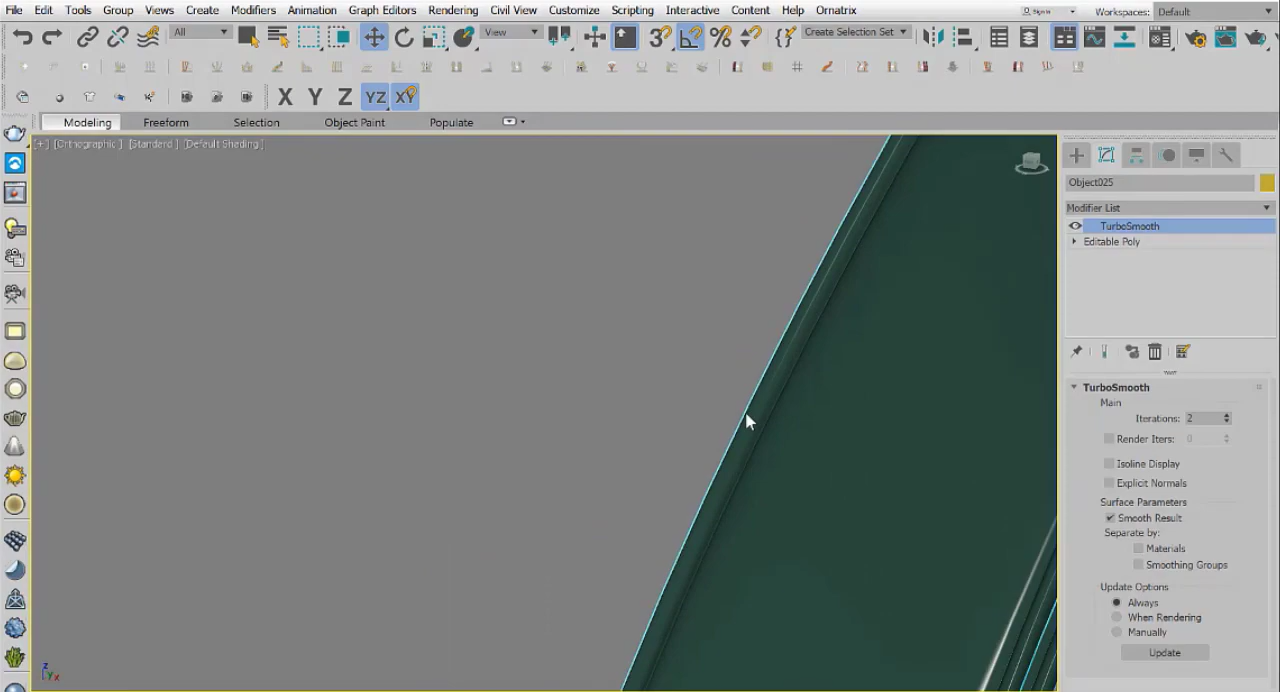 File Edit Tools Group Views Create Modifiers Animation Graph Editors Rendering Civil View Customize Scripting Interactive Content Help Ornatrix Sign In Workspaces: Default
All View Create Selection Set
X Y Z YZ XY
Modeling Freeform Selection Object Paint Populate
[+] [Orthographic] [Standard] [Default Shading]
Object025
Modifier List
TurboSmooth
Editable Poly
TurboSmooth
Main
Iterations: 2
Render Iters: 0
Isoline Display
Explicit Normals
Surface Parameters
Smooth Result
Separate by:
Materials
Smoothing Groups
Update Options
Always
When Rendering
Manually
Update
z
y x